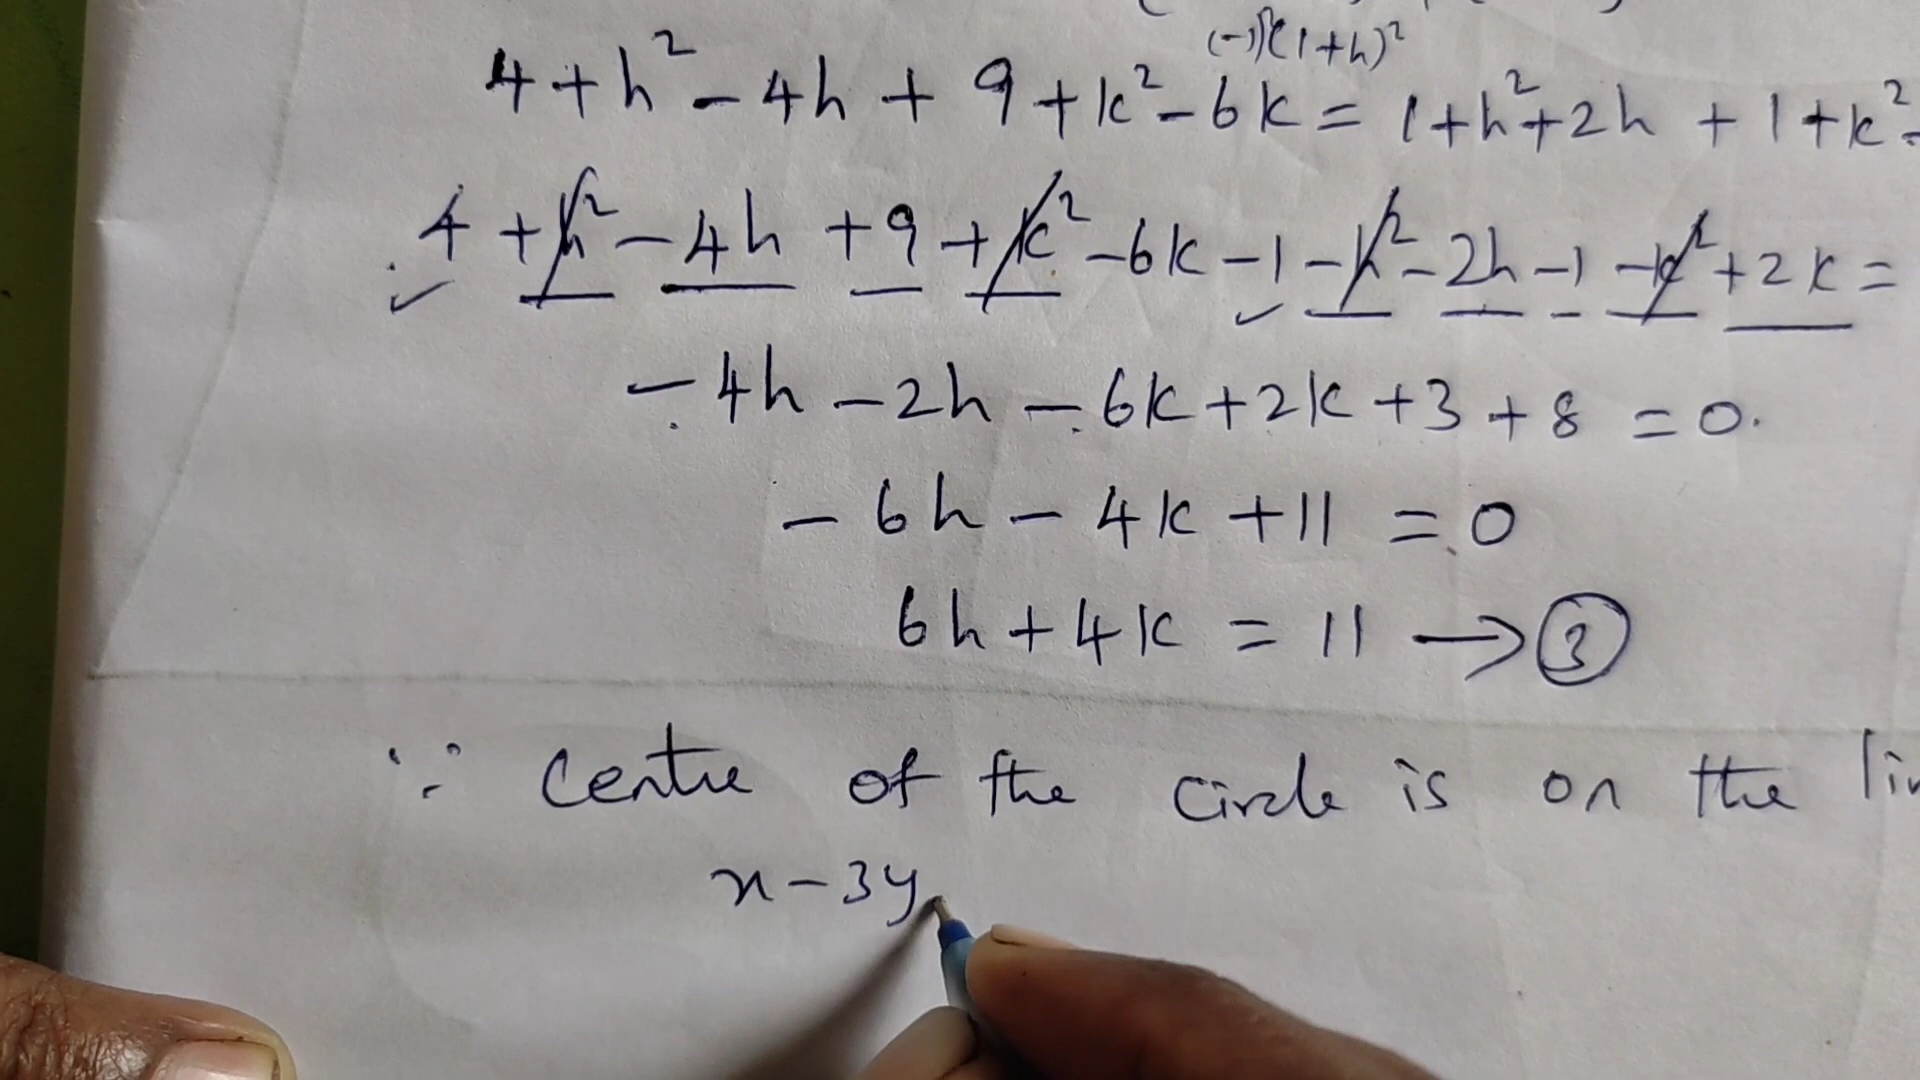 (-1)²(1+h)²
4+h²-4h+9+k²-6k=1+h²+2h+1+k²-
4+h²-4h+9+k²-6k-1-h²-2h-1-k²+2k=
-4h-2h-6k+2k+3+8=0.
-6h-4k+11=0
6h+4k=11→③
∵ Centre of the Circle is on the
x-3y